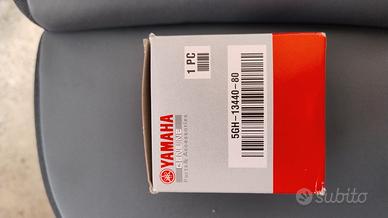 YAMAHA
GENUINE
Parts & Accessories
1 PC
5GH-13440-80
subito